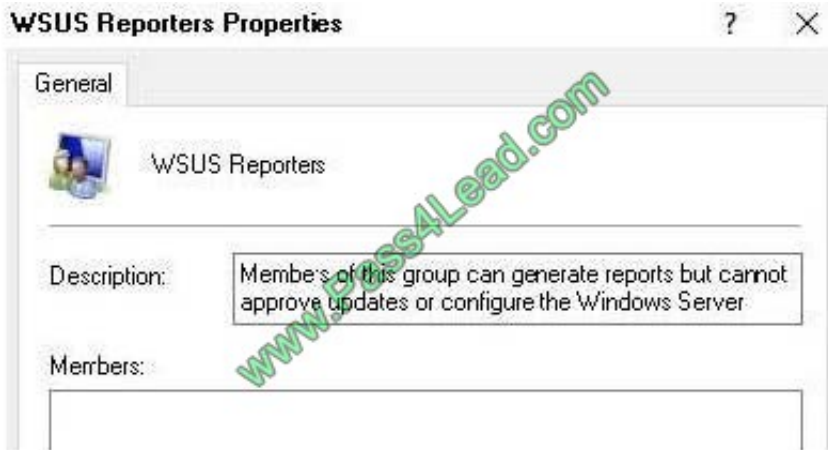 WSUS Reporters Properties
? ×
General
WSUS Reporters
Description:
Members of this group can generate reports but cannot
approve updates or configure the Windows Server
Members:
www.Pass4Lead.com